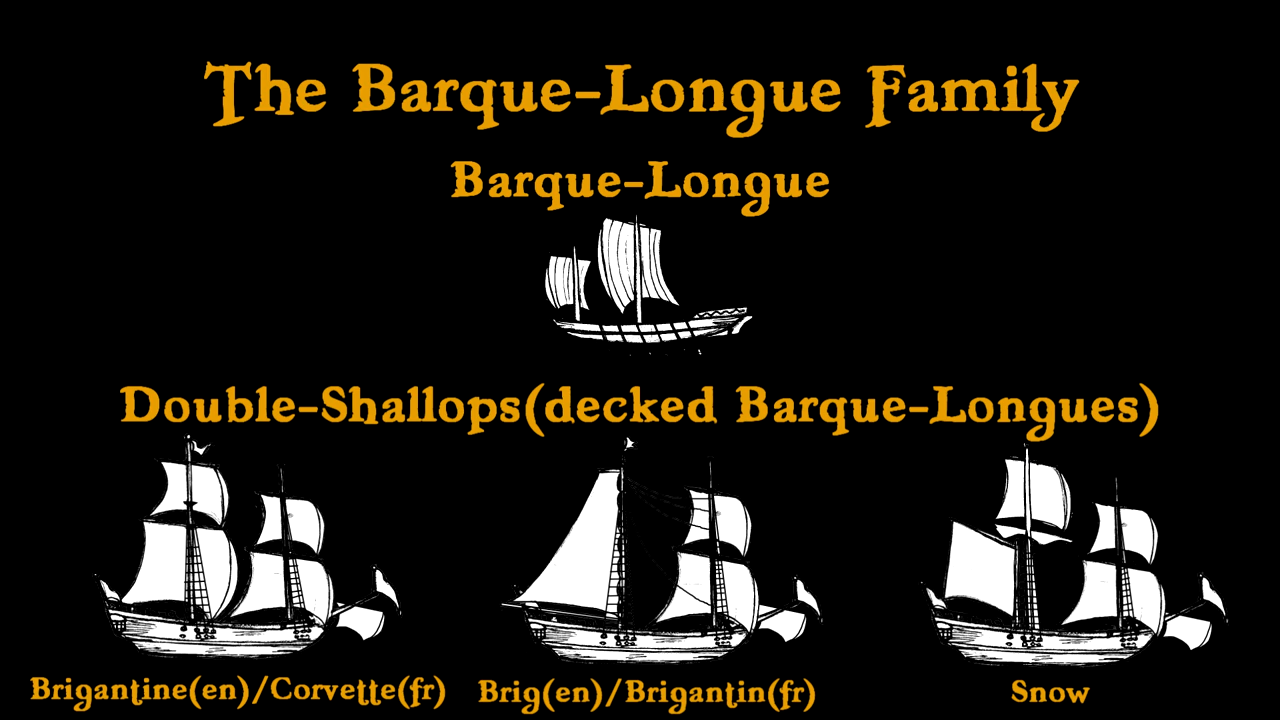 The Barque-Longue Family
Barque-Longue
Double-Shallops(decked Barque-Longues)
Brigantine(en)/Corvette(fr)
Brig(en)/Brigantin(fr)
Snow